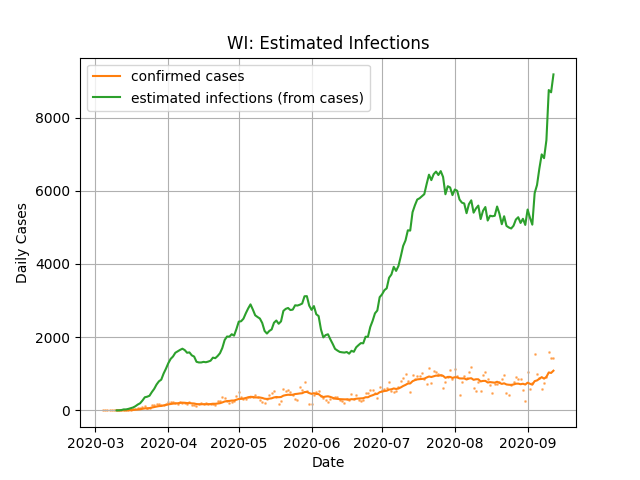 WI: Estimated Infections
confirmed cases
estimated infections (from cases)
Daily Cases
8000
6000
4000
2000
0
2020-03 2020-04 2020-05 2020-06 2020-07 2020-08 2020-09
Date